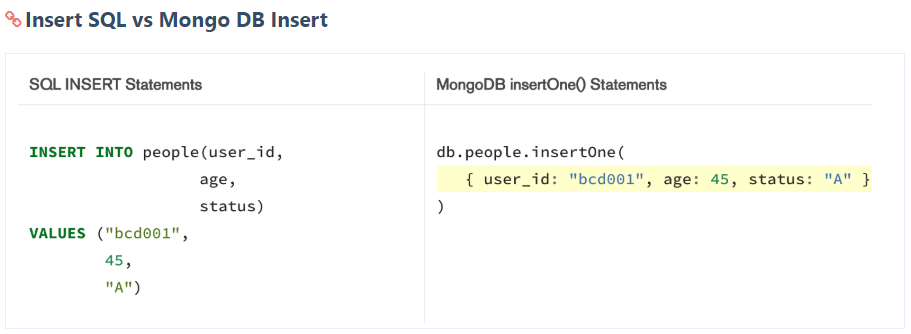 Insert SQL vs Mongo DB Insert
SQL INSERT Statements
INSERT INTO people(user_id,
age,
status)
VALUES ("bcd001",
45,
"A")
MongoDB insertOne() Statements
db.people.insertOne(
{ user_id: "bcd001", age: 45, status: "A" }
)